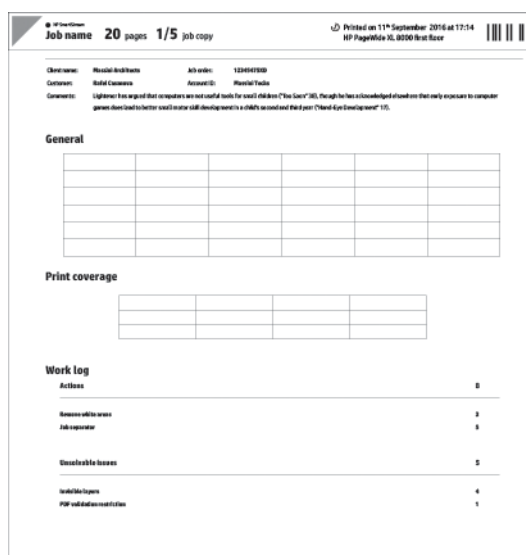 HP SmartStream
Job name 20 pages 1/5 job copy
Printed on 11th September 2016 at 17:14
HP PageWide XL 8000 first floor
Client name: Massini Architects Job order:
Customer: Rafel Casanova Account ID: Massini Techs
Comments: Lightener has argued that computers are not useful tools for small children ("Too Soon" 38), though he has acknowledged elsewhere that early exposure to computer
games does lead to better small motor skill development in a child's second and third year ("Hand-Eye Development" 17).
General
Print coverage
Work log
Actions 8
Remove white areas 3
Job separator 5
Unsolvable issues 5
Invisible layers 4
PDF validation restriction 1